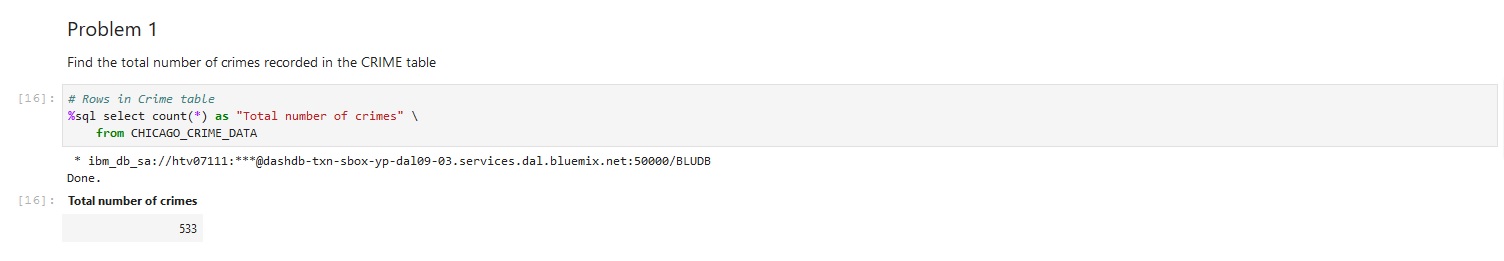 Problem 1
Find the total number of crimes recorded in the CRIME table
[16]: # Rows in Crime table
%sql select count(*) as "Total number of crimes" \
from CHICAGO_CRIME_DATA
* ibm_db_sa://htv07111:***@dashdb-txn-sbox-yp-dal09-03.services.dal.bluemix.net:50000/BLUDB
Done.
[16]: Total number of crimes
533